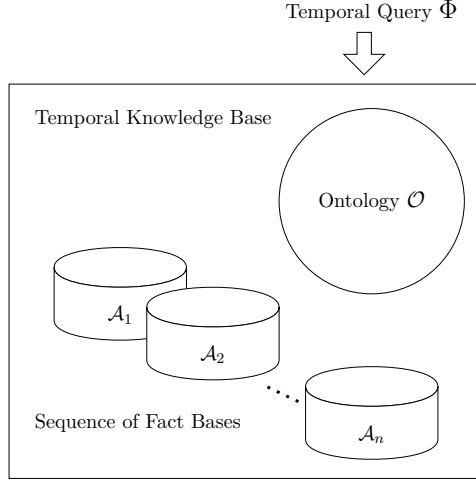 Temporal Query Φ
Temporal Knowledge Base
Ontology 𝒪
𝒜₁
𝒜₂
Sequence of Fact Bases
𝒜ₙ